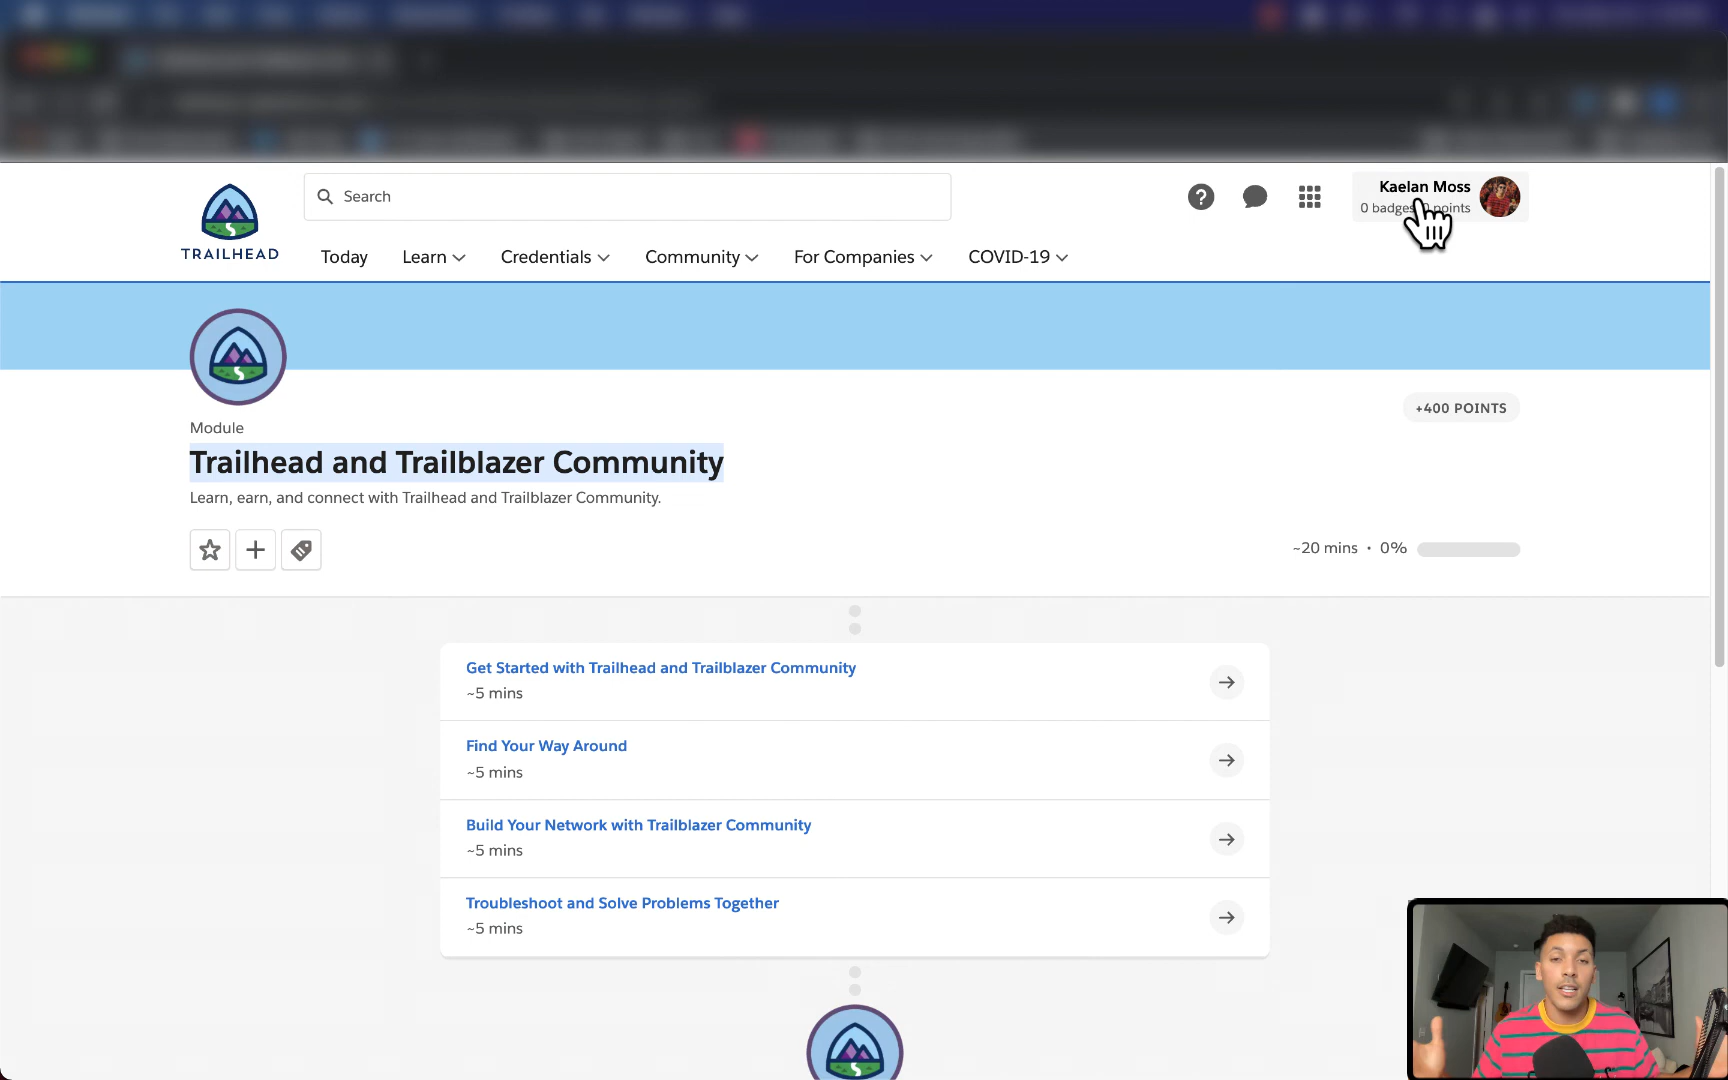 Search
Kaelan Moss
0 badges 0 points
TRAILHEAD
Today
Learn
Credentials
Community
For Companies
COVID-19
+400 POINTS
Module
Trailhead and Trailblazer Community
Learn, earn, and connect with Trailhead and Trailblazer Community.
~20 mins • 0%
Get Started with Trailhead and Trailblazer Community
~5 mins
Find Your Way Around
~5 mins
Build Your Network with Trailblazer Community
~5 mins
Troubleshoot and Solve Problems Together
~5 mins